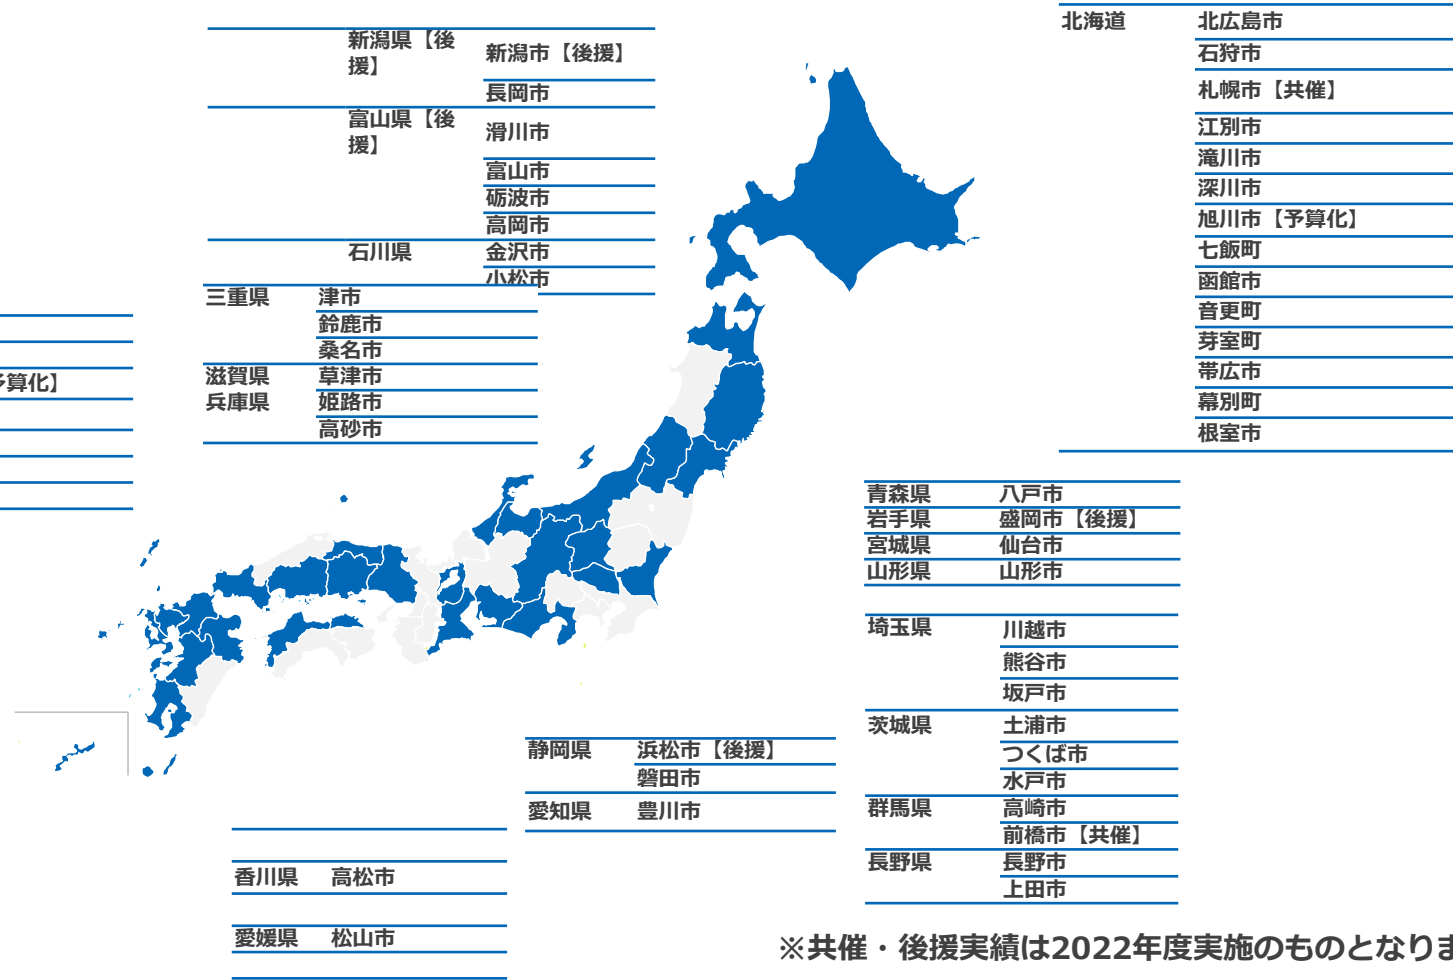 新潟県【後
援】
新潟市【後援】
長岡市
富山県【後
援】
滑川市
富山市
砺波市
高岡市
石川県 金沢市
小松市
三重県 津市
鈴鹿市
桑名市
滋賀県 草津市
兵庫県 姫路市
高砂市
算化】
北海道 北広島市
石狩市
札幌市【共催】
江別市
滝川市
深川市
旭川市【予算化】
七飯町
函館市
音更町
芽室町
帯広市
幕別町
根室市
青森県 八戸市
岩手県 盛岡市【後援】
宮城県 仙台市
山形県 山形市
埼玉県 川越市
熊谷市
坂戸市
茨城県 土浦市
つくば市
水戸市
群馬県 高崎市
前橋市【共催】
長野県 長野市
上田市
静岡県 浜松市【後援】
磐田市
愛知県 豊川市
香川県 高松市
愛媛県 松山市
※共催・後援実績は2022年度実施のものとなりま